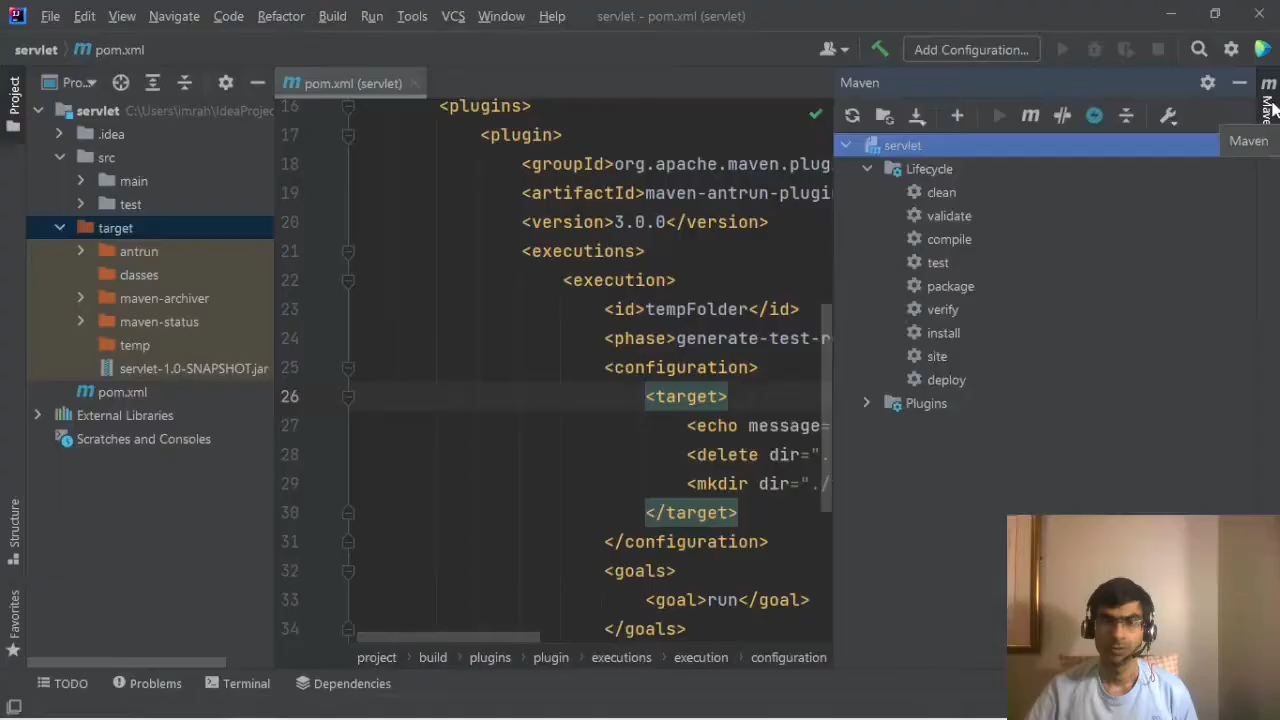 File Edit View Navigate Code Refactor Build Run Tools VCS Window Help servlet - pom.xml (servlet)
servlet pom.xml Add Configuration...
Project
Pro...
pom.xml (servlet)
Maven
servlet C:\Users\imrah\IdeaProjec
.idea
src
main
test
target
antrun
classes
maven-archiver
maven-status
temp
servlet-1.0-SNAPSHOT.jar
pom.xml
External Libraries
Scratches and Consoles
Structure
Favorites
16 <plugins>
17 <plugin>
18 <groupId>org.apache.maven.plug
19 <artifactId>maven-antrun-plugin
20 <version>3.0.0</version>
21 <executions>
22 <execution>
23 <id>tempFolder</id>
24 <phase>generate-test-r
25 <configuration>
26 <target>
27 <echo message=
28 <delete dir=".
29 <mkdir dir="./
30 </target>
31 </configuration>
32 <goals>
33 <goal>run</goal>
34 </goals>
project build plugins plugin executions execution configuration
servlet
Lifecycle
clean
validate
compile
test
package
verify
install
site
deploy
Plugins
Maven
TODO Problems Terminal Dependencies